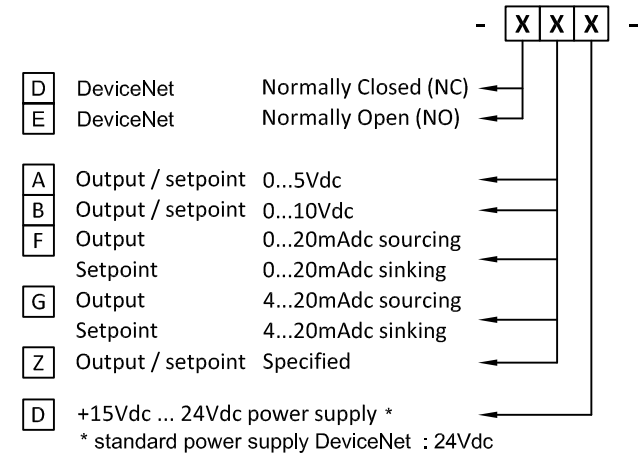 - X X X -
D DeviceNet Normally Closed (NC)
E DeviceNet Normally Open (NO)
A Output / setpoint 0...5Vdc
B Output / setpoint 0...10Vdc
F Output 0...20mAdc sourcing
Setpoint 0...20mAdc sinking
G Output 4...20mAdc sourcing
Setpoint 4...20mAdc sinking
Z Output / setpoint Specified
D +15Vdc ... 24Vdc power supply *
* standard power supply DeviceNet : 24Vdc